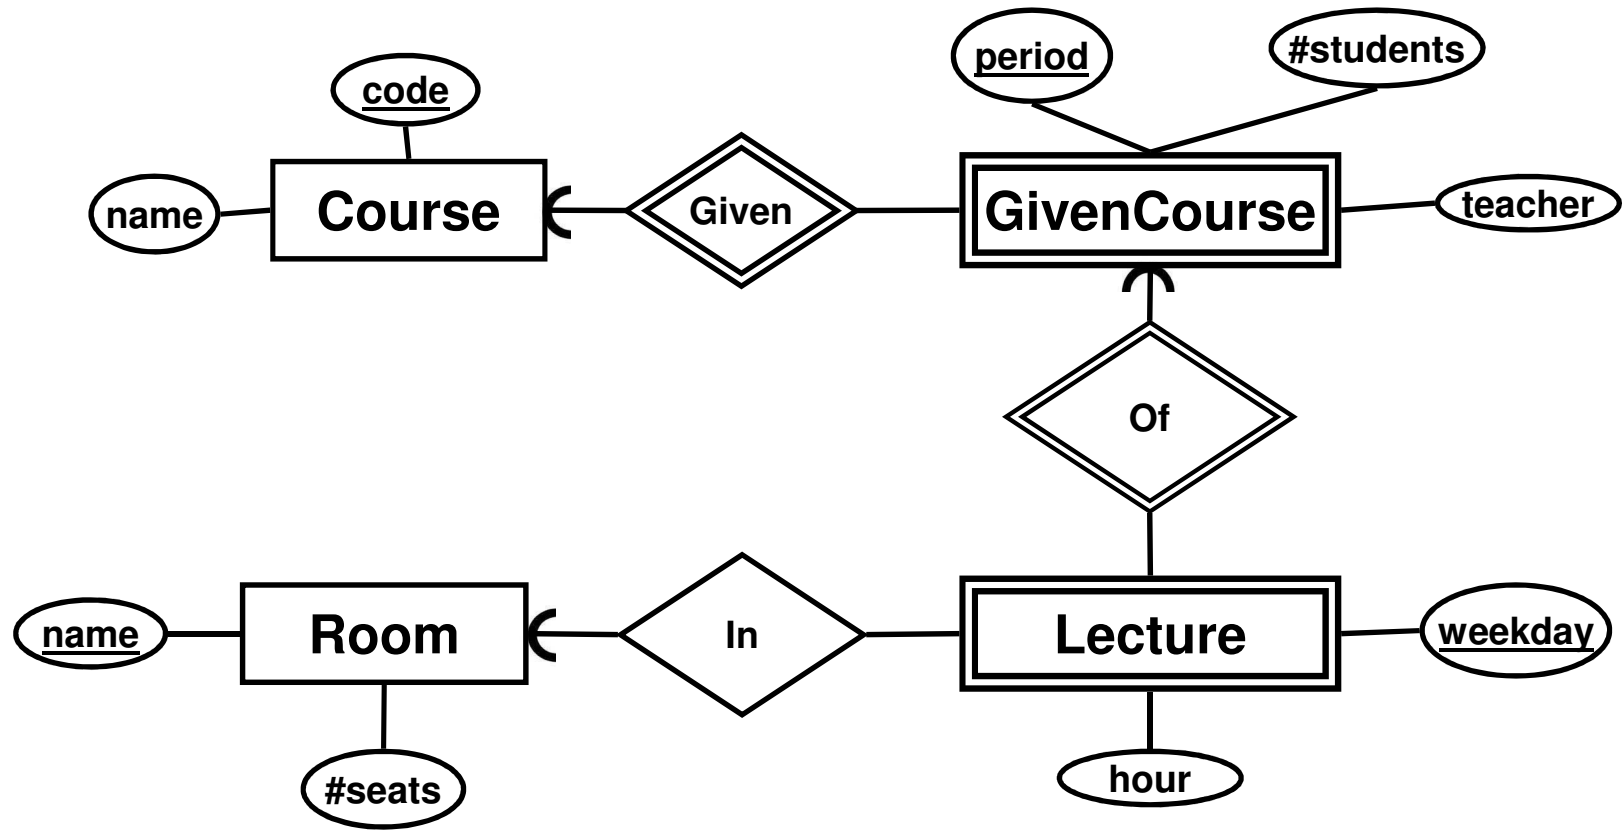 period
#students
code
name
Course
Given
GivenCourse
teacher
Of
name
Room
In
Lecture
weekday
#seats
hour